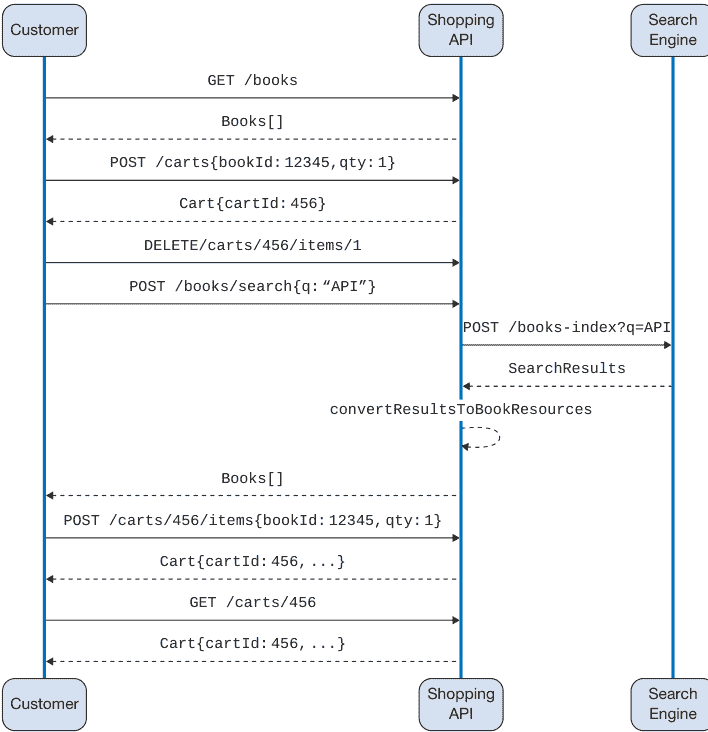 Customer
Shopping
API
Search
Engine
GET /books
Books[]
POST /carts{bookId:12345,qty:1}
Cart{cartId:456}
DELETE/carts/456/items/1
POST /books/search{q:“API”}
POST /books-index?q=API
SearchResults
convertResultsToBookResources
Books[]
POST /carts/456/items{bookId:12345,qty:1}
Cart{cartId:456,...}
GET /carts/456
Cart{cartId:456,...}
Customer
Shopping
API
Search
Engine